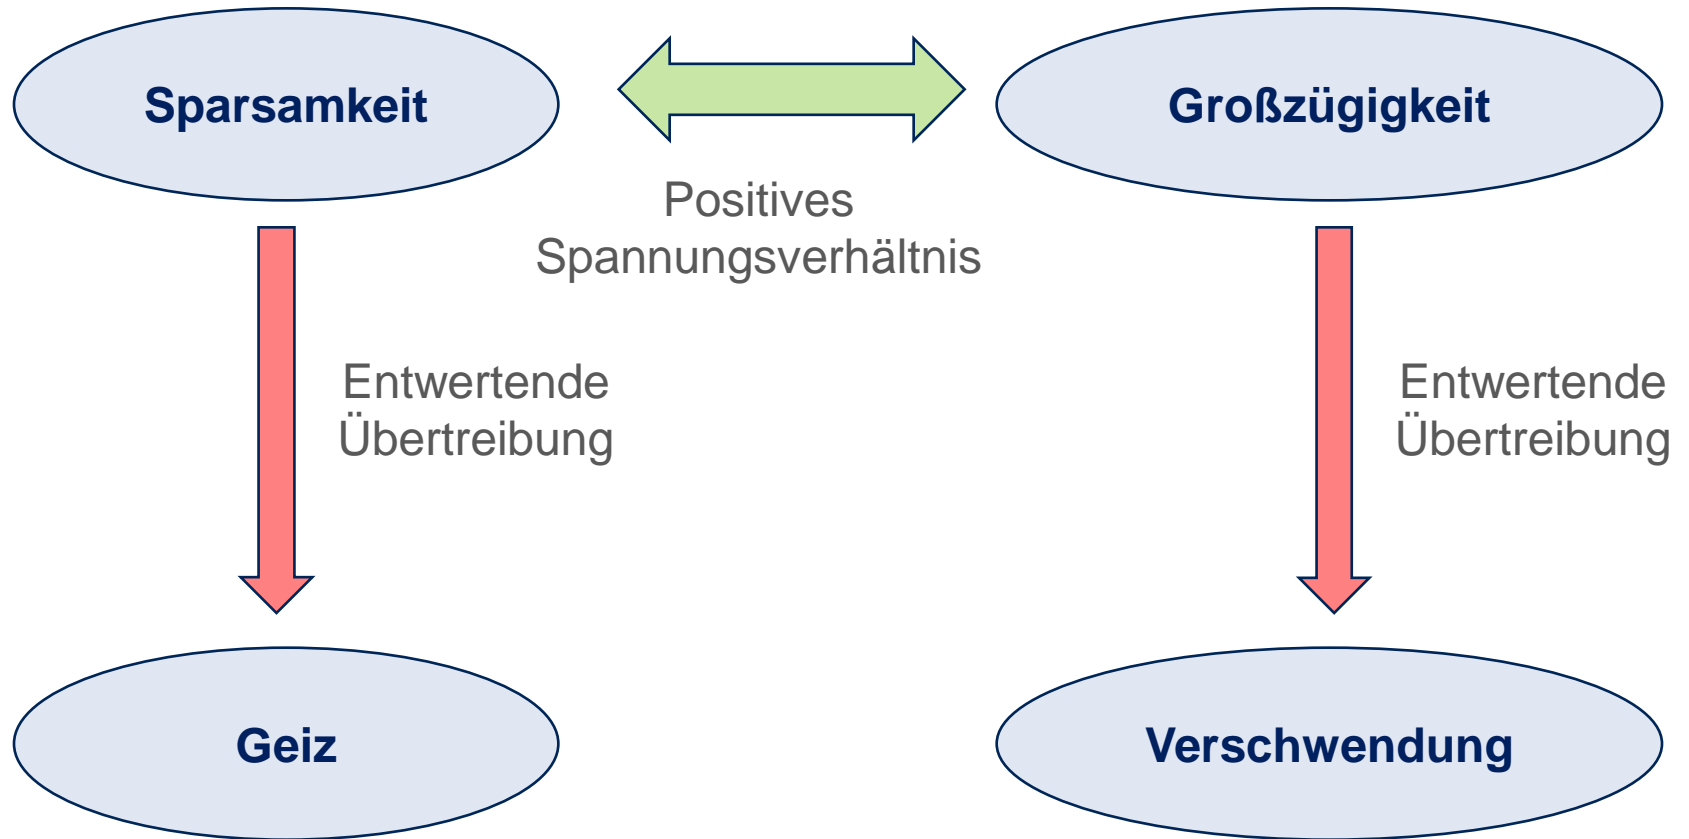 Sparsamkeit
Großzügigkeit
Positives
Spannungsverhältnis
Entwertende
Übertreibung
Entwertende
Übertreibung
Geiz
Verschwendung